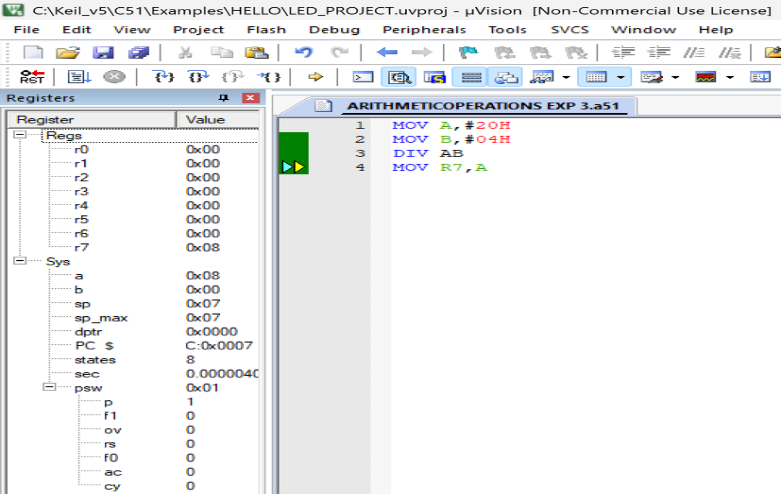 C:\Keil_v5\C51\Examples\HELLO\LED_PROJECT.uvproj - µVision [Non-Commercial Use License]
File Edit View Project Flash Debug Peripherals Tools SVCS Window Help
RST
Registers
Register Value
Regs
r0 0x00
r1 0x00
r2 0x00
r3 0x00
r4 0x00
r5 0x00
r6 0x00
r7 0x08
Sys
a 0x08
b 0x00
sp 0x07
sp_max 0x07
dptr 0x0000
PC $ C:0x0007
states 8
sec 0.0000040
psw 0x01
p 1
f1 0
ov 0
rs 0
f0 0
ac 0
cy 0
ARITHMETICOPERATIONS EXP 3.a51
1 MOV A,#20H
2 MOV B,#04H
3 DIV AB
4 MOV R7,A